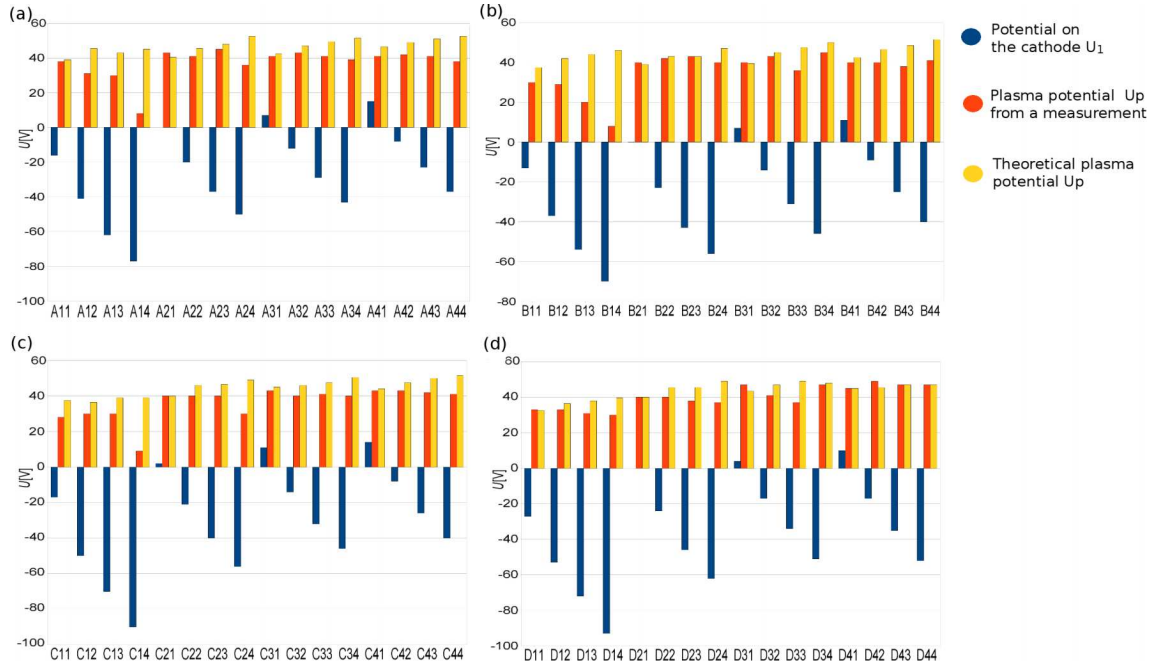 (a)
60
40
20
0
-20
-40
-60
-80
-100
U[V]
A11 A12 A13 A14 A21 A22 A23 A24 A31 A32 A33 A34 A41 A42 A43 A44
(b)
60
40
20
0
-20
-40
-60
-80
U[V]
B11 B12 B13 B14 B21 B22 B23 B24 B31 B32 B33 B34 B41 B42 B43 B44
Potential on
the cathode U1
Plasma potential Up
from a measurement
Theoretical plasma
potential Up
(c)
60
40
20
0
-20
-40
-60
-80
-100
U[V]
C11 C12 C13 C14 C21 C22 C23 C24 C31 C32 C33 C34 C41 C42 C43 C44
(d)
60
40
20
0
-20
-40
-60
-80
-100
U[V]
D11 D12 D13 D14 D21 D22 D23 D24 D31 D32 D33 D34 D41 D42 D43 D44